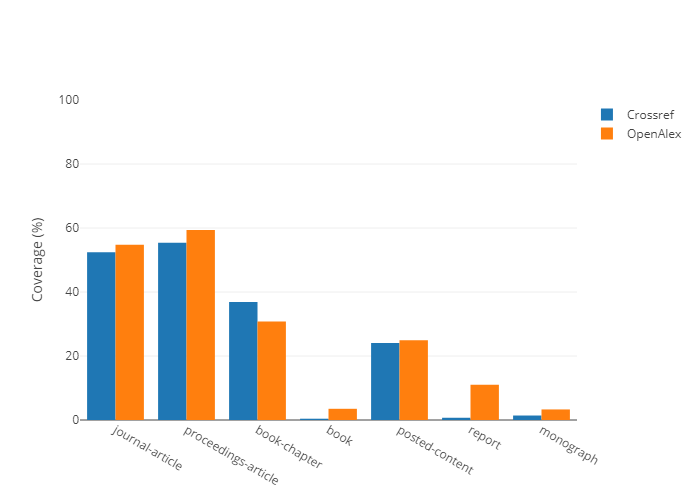 100
80
60
40
20
0
Coverage (%)
journal-article
proceedings-article
book-chapter
book
posted-content
report
monograph
Crossref
OpenAlex